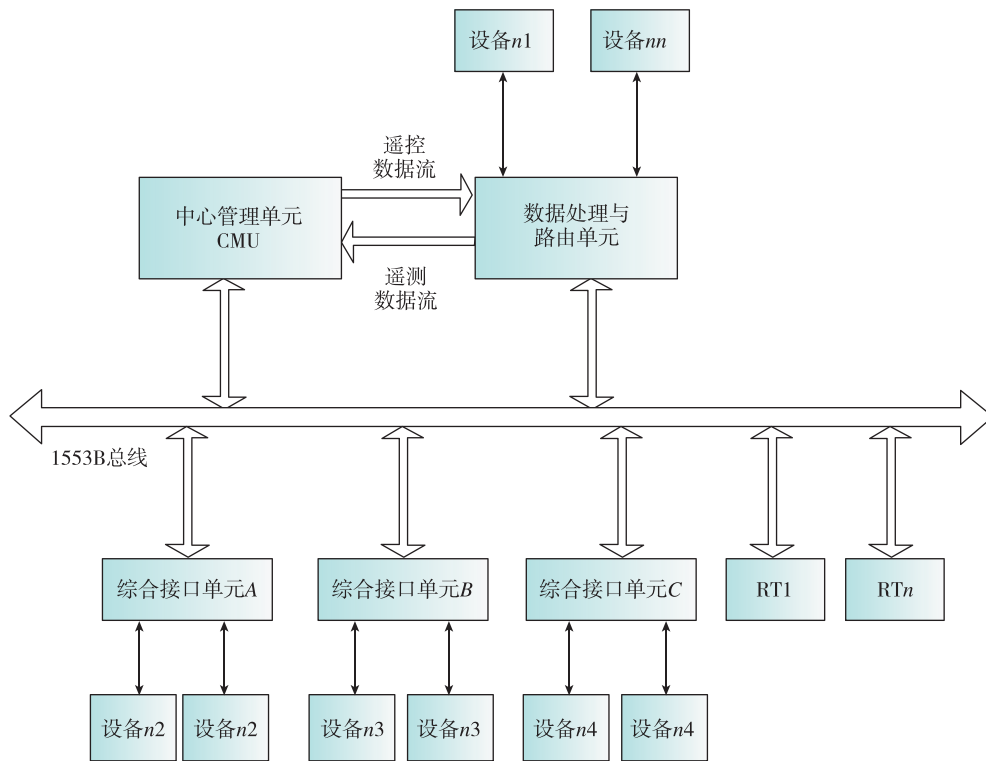 设备n1
设备nn
遥控
数据流
中心管理单元
CMU
数据处理与
路由单元
遥测
数据流
1553B总线
综合接口单元A
综合接口单元B
综合接口单元C
RT1
RTn
设备n2
设备n2
设备n3
设备n3
设备n4
设备n4